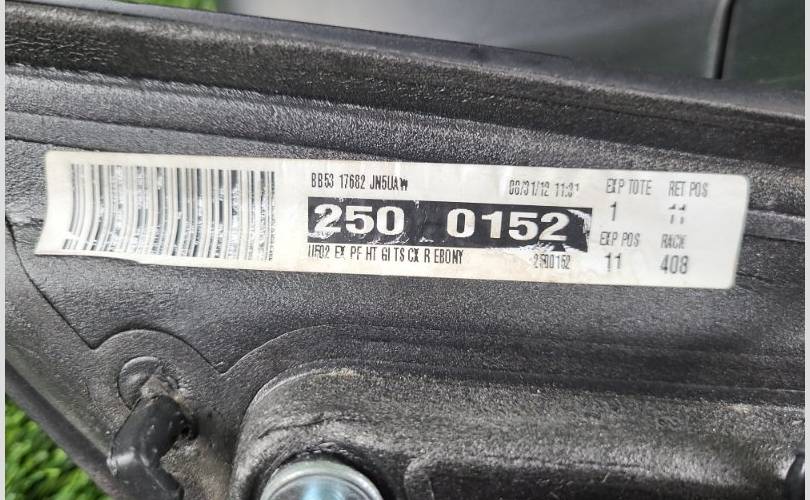 BB53 17682 JN5UAW 08/31/12 11:31
250 0152
U502 EX PF HT GI TS CX R EBONY 2500152
EXP TOTE RET POS
1 11
EXP POS RACK
11 408